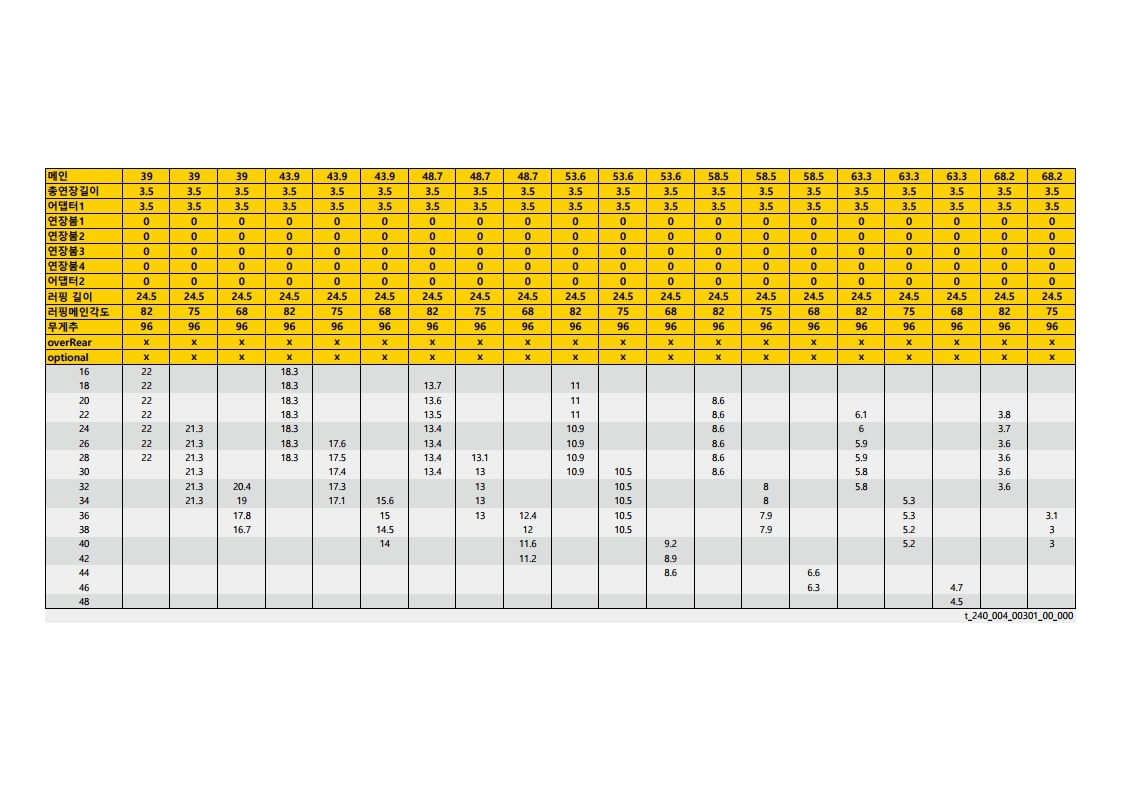 메인 39 39 39 43.9 43.9 43.9 48.7 48.7 48.7 53.6 53.6 53.6 58.5 58.5 58.5 63.3 63.3 63.3 68.2 68.2
총연장길이 3.5 3.5 3.5 3.5 3.5 3.5 3.5 3.5 3.5 3.5 3.5 3.5 3.5 3.5 3.5 3.5 3.5 3.5 3.5 3.5
어댑터1 3.5 3.5 3.5 3.5 3.5 3.5 3.5 3.5 3.5 3.5 3.5 3.5 3.5 3.5 3.5 3.5 3.5 3.5 3.5 3.5
연장붐1 0 0 0 0 0 0 0 0 0 0 0 0 0 0 0 0 0 0 0 0
연장붐2 0 0 0 0 0 0 0 0 0 0 0 0 0 0 0 0 0 0 0 0
연장붐3 0 0 0 0 0 0 0 0 0 0 0 0 0 0 0 0 0 0 0 0
연장붐4 0 0 0 0 0 0 0 0 0 0 0 0 0 0 0 0 0 0 0 0
어댑터2 0 0 0 0 0 0 0 0 0 0 0 0 0 0 0 0 0 0 0 0
러핑 길이 24.5 24.5 24.5 24.5 24.5 24.5 24.5 24.5 24.5 24.5 24.5 24.5 24.5 24.5 24.5 24.5 24.5 24.5 24.5 24.5
러핑메인각도 82 75 68 82 75 68 82 75 68 82 75 68 82 75 68 82 75 68 82 75
무게추 96 96 96 96 96 96 96 96 96 96 96 96 96 96 96 96 96 96 96 96
overRear x x x x x x x x x x x x x x x x x x x x
optional x x x x x x x x x x x x x x x x x x x x
16 22 18.3
18 22 18.3 13.7 11
20 22 18.3 13.6 11 8.6
22 22 18.3 13.5 11 8.6 6.1 3.8
24 22 21.3 18.3 13.4 10.9 8.6 6 3.7
26 22 21.3 18.3 17.6 13.4 10.9 8.6 5.9 3.6
28 22 21.3 18.3 17.5 13.4 13.1 10.9 8.6 5.9 3.6
30 21.3 17.4 13.4 13 10.9 10.5 8.6 5.8 3.6
32 21.3 20.4 17.3 13 10.5 8 5.8 3.6
34 21.3 19 17.1 15.6 13 10.5 8 5.3
36 17.8 15 13 12.4 10.5 7.9 5.3 3.1
38 16.7 14.5 12 10.5 7.9 5.2 3
40 14 11.6 9.2 5.2 3
42 11.2 8.9
44 8.6 6.6
46 6.3 4.7
48 4.5
t_240_004_00301_00_000